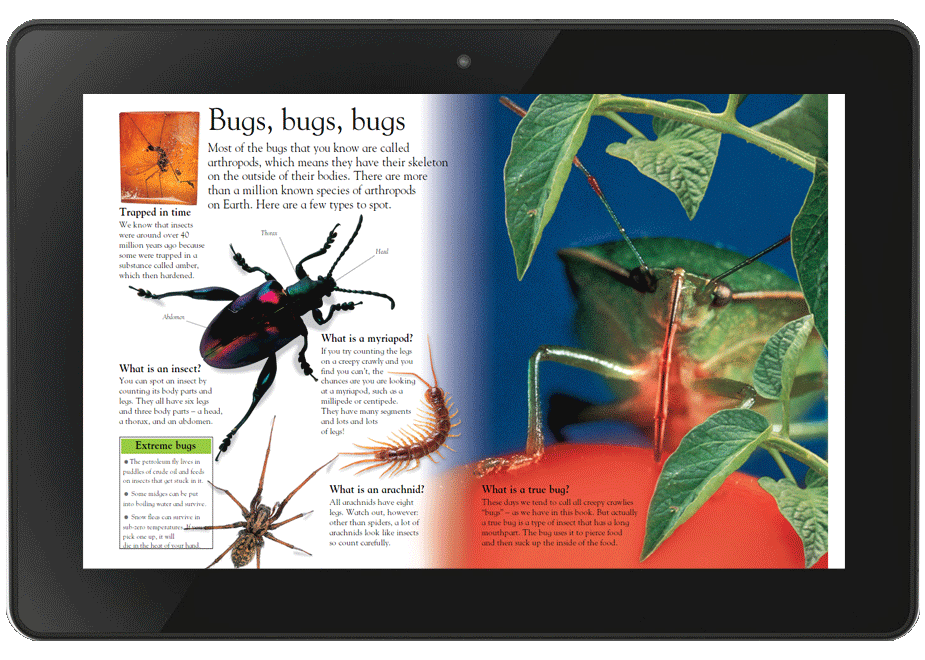 Bugs, bugs, bugs
Most of the bugs that you know are called
arthropods, which means they have their skeleton
on the outside of their bodies. There are more
than a million known species of arthropods
on Earth. Here are a few types to spot.
Trapped in time
We know that insects
were around over 40
million years ago because
some were trapped in a
substance called amber,
which then hardened.
Thorax
Head
Abdomen
What is an insect?
You can spot an insect by
counting its body parts and
legs. They all have six legs
and three body parts – a head,
a thorax, and an abdomen.
What is a myriapod?
If you try counting the legs
on a creepy crawly and you
find you can't, the
chances are you are looking
at a myriapod, such as a
millipede or centipede.
They have many segments
and lots and lots
of legs!
Extreme bugs
● The petroleum fly lives in
puddles of crude oil and feeds
on insects that get stuck in it.
● Some midges can be put
into boiling water and survive.
● Snow fleas can survive in
sub-zero temperatures. If you
pick one up, it will
die in the heat of your hand.
What is an arachnid?
All arachnids have eight
legs. Watch out, however:
other than spiders, a lot of
arachnids look like insects
so count carefully.
What is a true bug?
These days we tend to call all creepy crawlies
"bugs" – as we have in this book. But actually
a true bug is a type of insect that has a long
mouthpart. The bug uses it to pierce food
and then suck up the inside of the food.